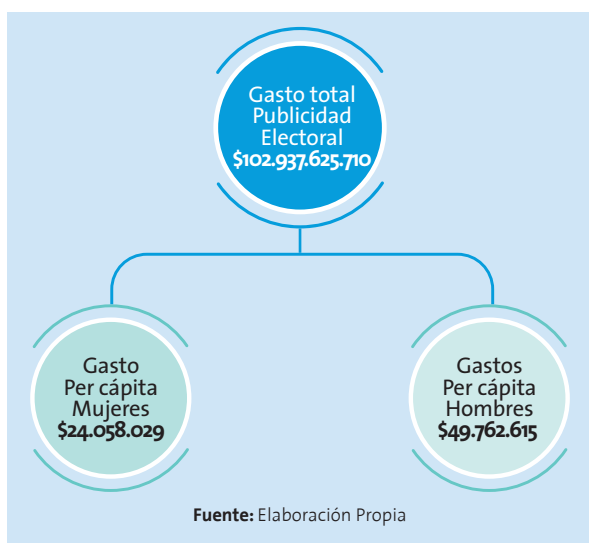 Gasto total
Publicidad
Electoral
$102.937.625.710
Gasto
Per cápita
Mujeres
$24.058.029
Gastos
Per cápita
Hombres
$49.762.615
Fuente: Elaboración Propia